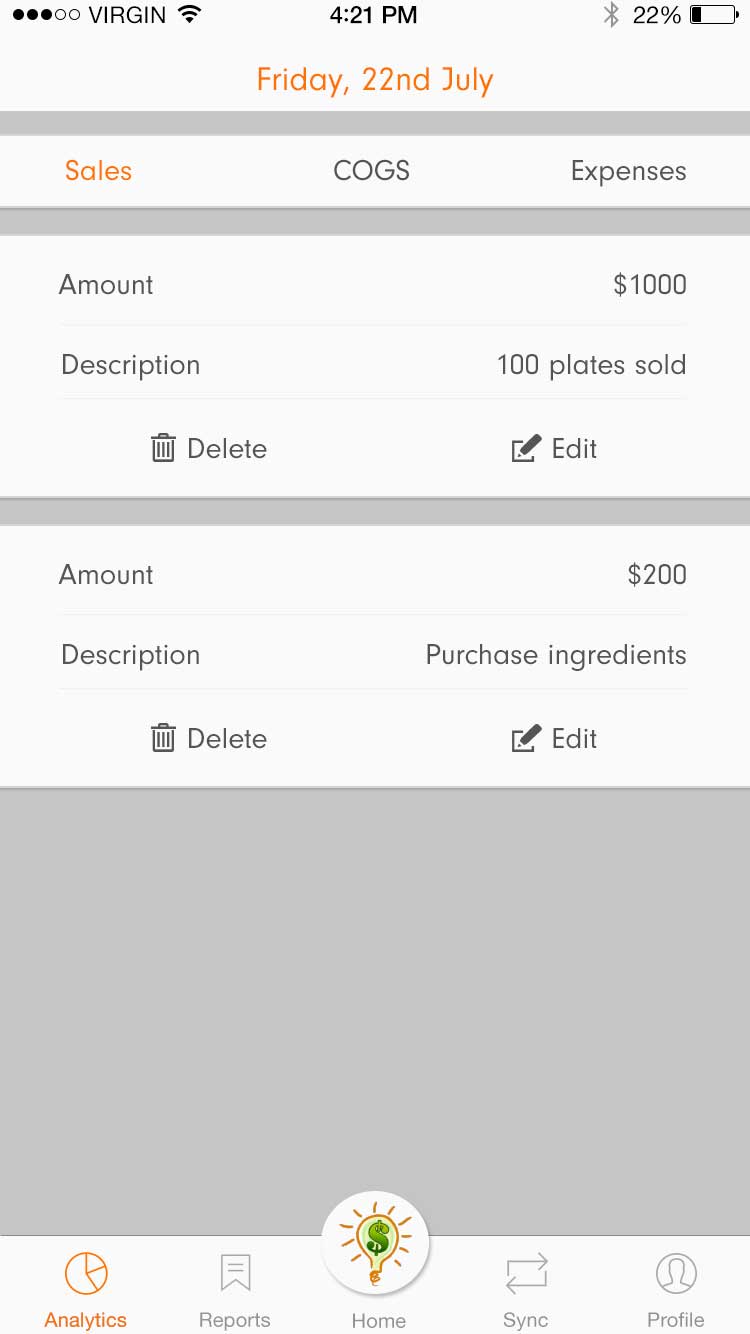 VIRGIN 4:21 PM 22%
Friday, 22nd July
Sales COGS Expenses
Amount $1000
Description 100 plates sold
Delete Edit
Amount $200
Description Purchase ingredients
Delete Edit
$
Analytics Reports Home Sync Profile